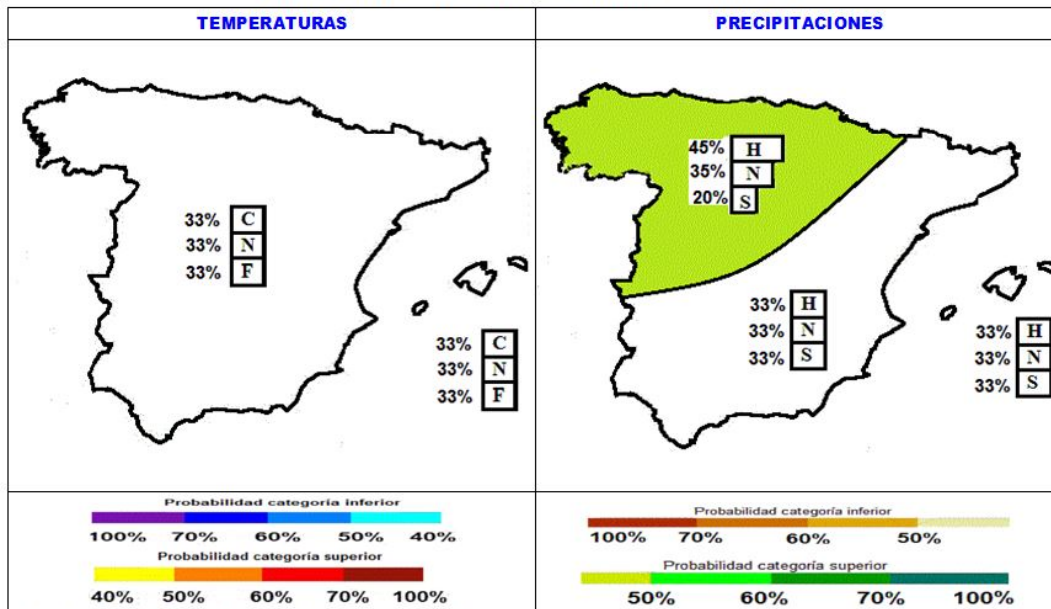 TEMPERATURAS
33% C
33% N
33% F
33% C
33% N
33% F
Probabilidad categoría inferior
100% 70% 60% 50% 40%
Probabilidad categoría superior
40% 50% 60% 70% 100%
PRECIPITACIONES
45% H
35% N
20% S
33% H
33% N
33% S
33% H
33% N
33% S
Probabilidad categoría inferior
100% 70% 60% 50%
Probabilidad categoría superior
50% 60% 70% 100%